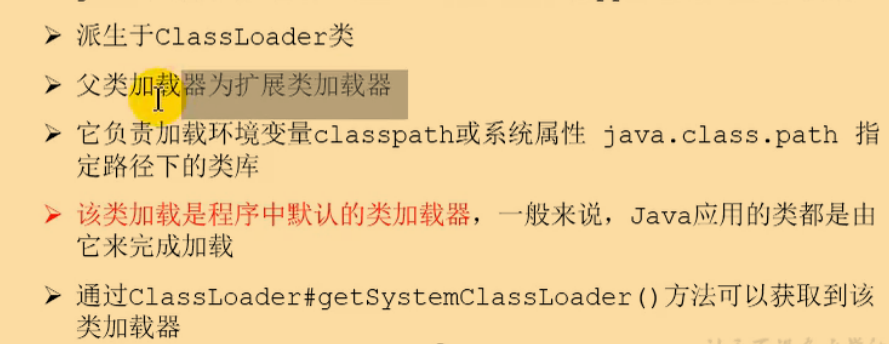 派生于ClassLoader类
父类加载器为扩展类加载器
它负责加载环境变量classpath或系统属性 java.class.path 指
定路径下的类库
该类加载是程序中默认的类加载器，一般来说，Java应用的类都是由
它来完成加载
通过ClassLoader#getSystemClassLoader()方法可以获取到该
类加载器